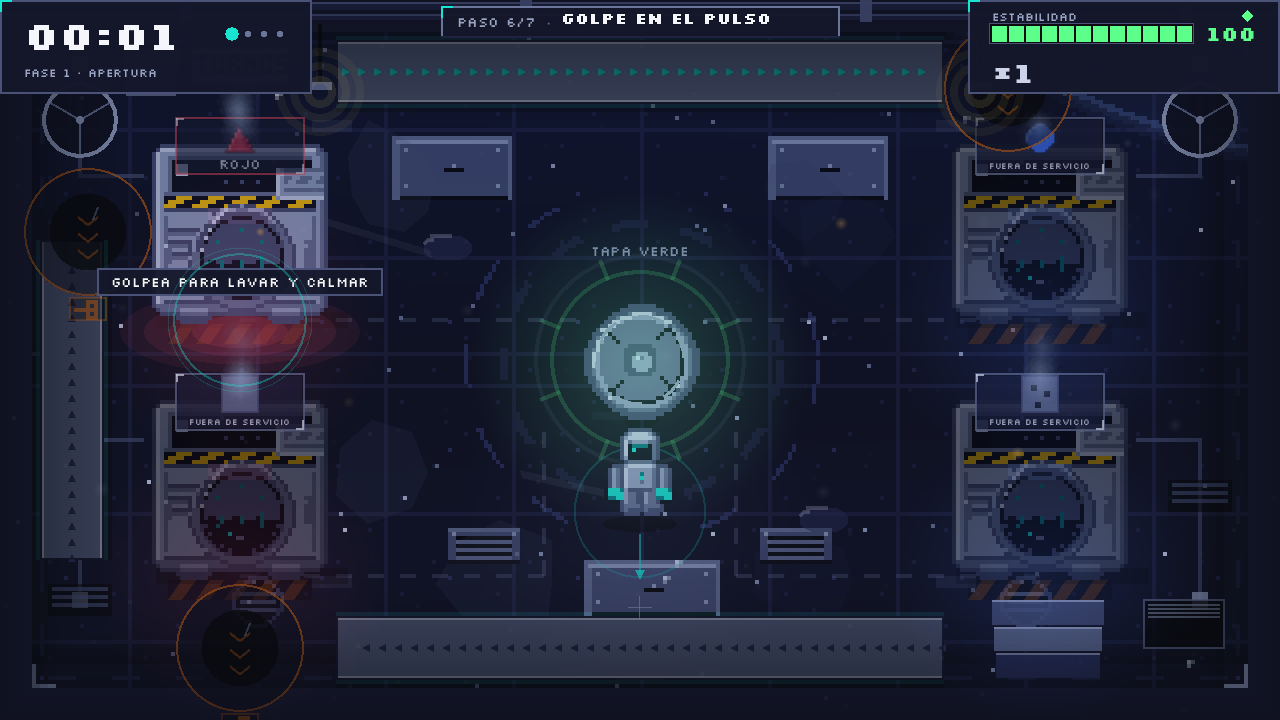 00:01
FASE 1 · APERTURA
PASO 6/7 · GOLPE EN EL PULSO
ESTABILIDAD
100
×1
ROJO
FUERA DE SERVICIO
TAPA VERDE
GOLPEA PARA LAVAR Y CALMAR
FUERA DE SERVICIO
FUERA DE SERVICIO